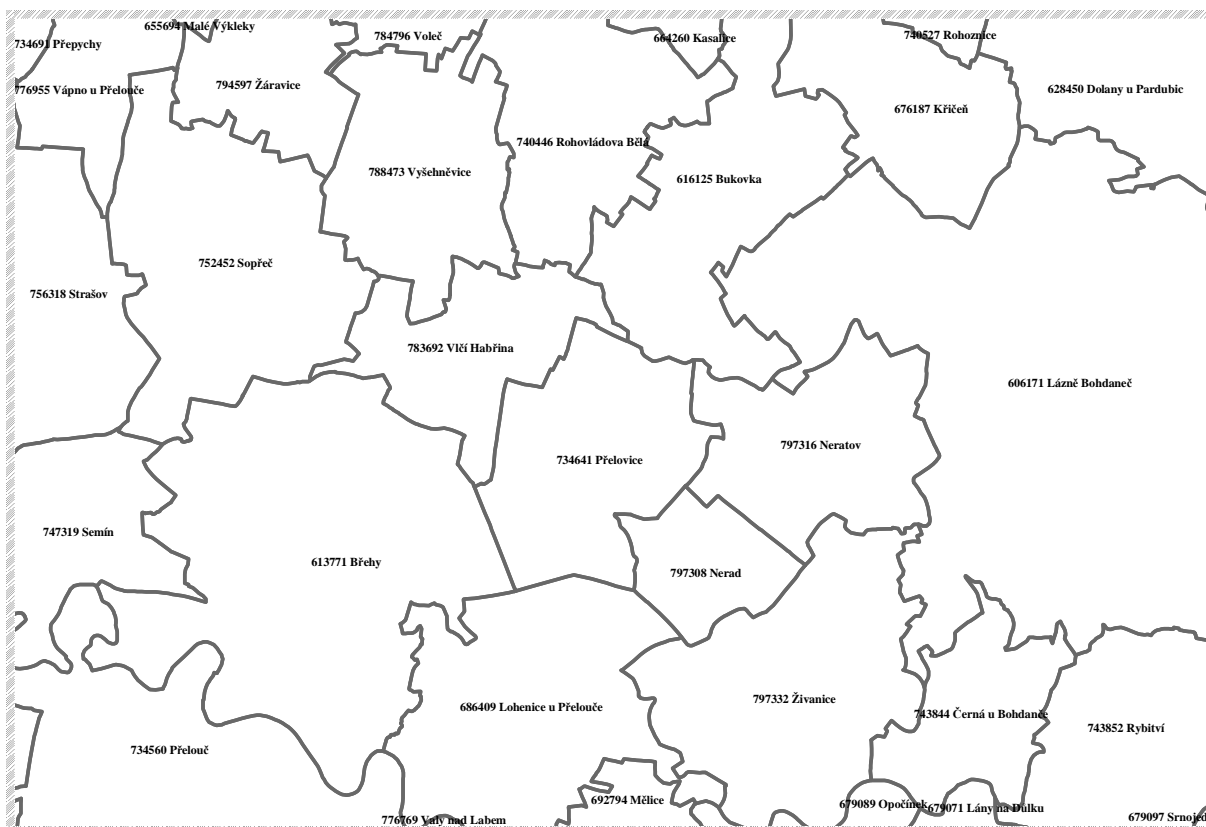 655694 Malé Výkleky
784796 Voleč
664260 Kasalice
740527 Rohoznice
734691 Přepychy
776955 Vápno u Přelouče
794597 Žáravice
628450 Dolany u Pardubic
676187 Křičeň
740446 Rohovládova Bělá
788473 Vyšehněvice
616125 Bukovka
752452 Sopřeč
756318 Strašov
783692 Vlčí Habřina
606171 Lázně Bohdaneč
734641 Přelovice
797316 Neratov
747319 Semín
613771 Břehy
797308 Nerad
797332 Živanice
686409 Lohenice u Přelouče
743844 Černá u Bohdanče
743852 Rybitví
734560 Přelouč
692794 Mělice
679089 Opočínek
679071 Lány na Důlku
776769 Valy nad Labem
679097 Srnojed